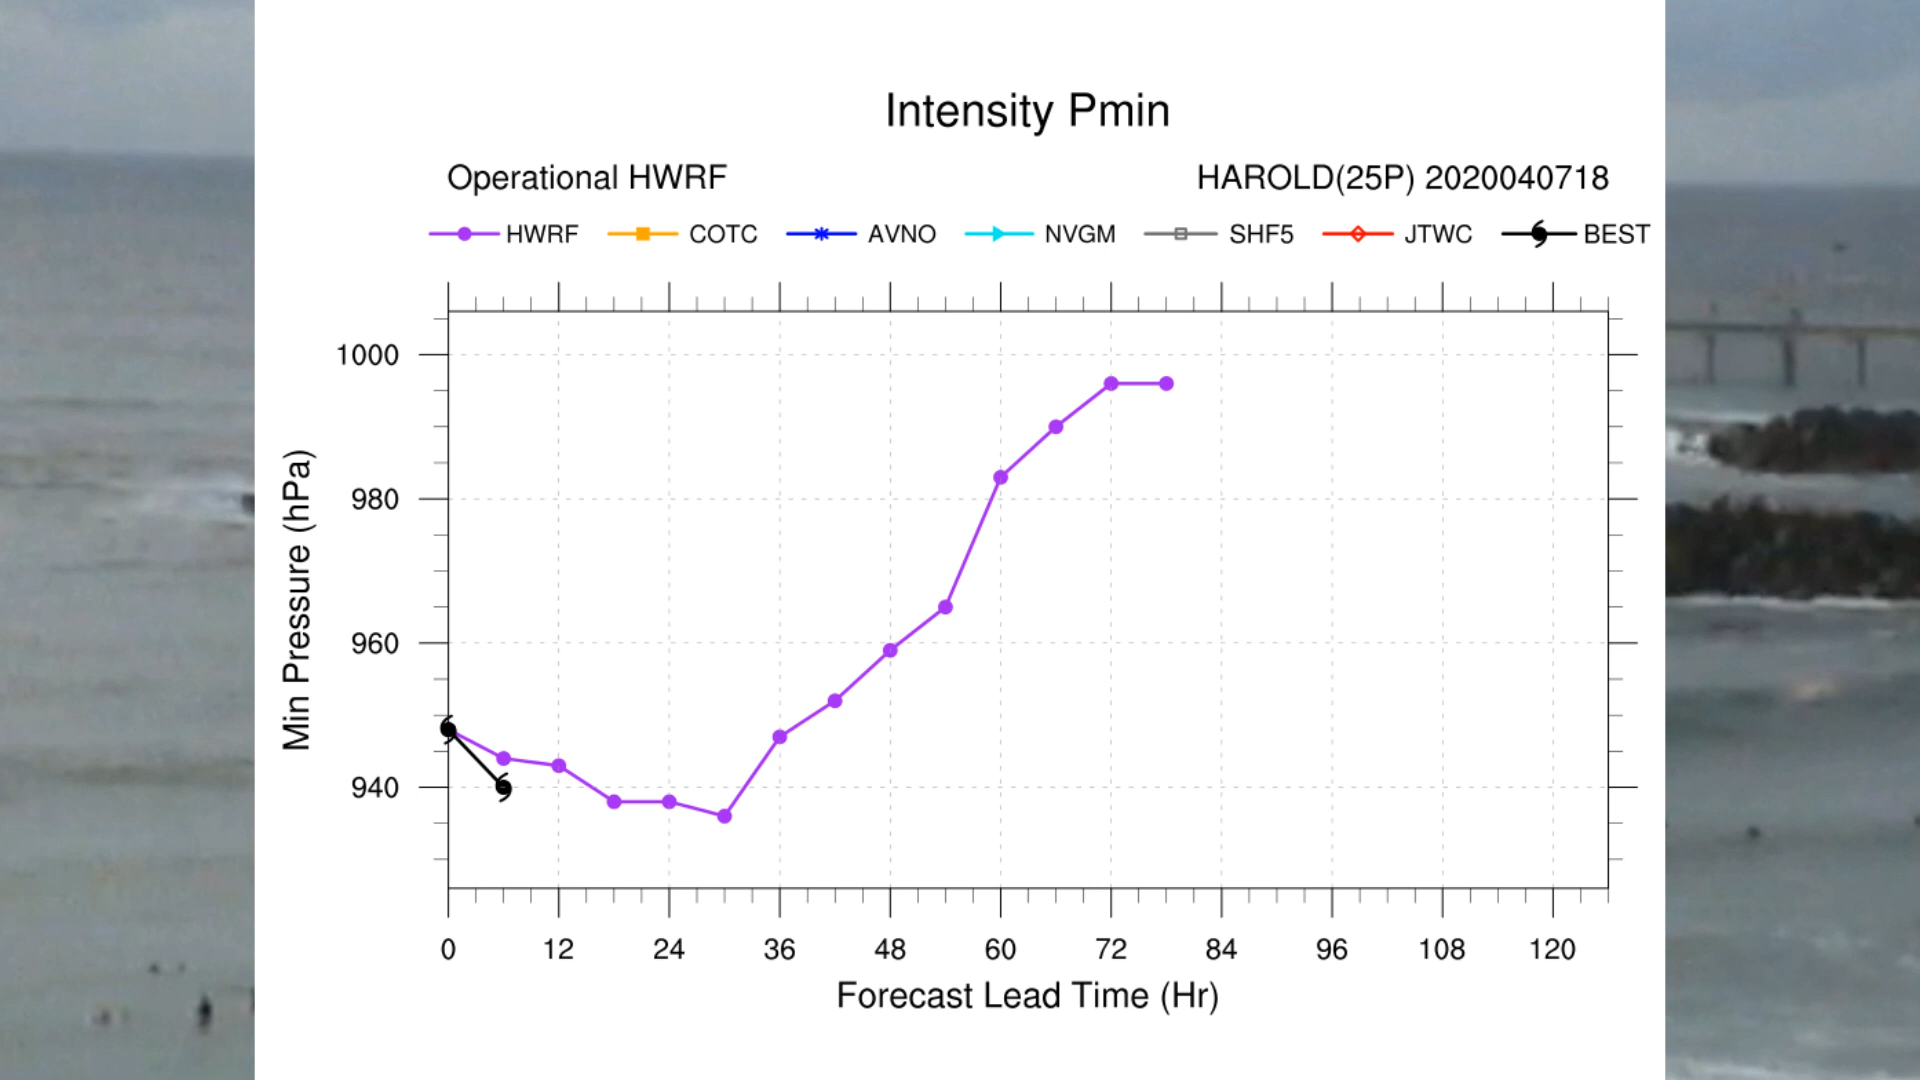 Intensity Pmin
Operational HWRF HAROLD(25P) 2020040718
HWRF COTC AVNO NVGM SHF5 JTWC BEST
1000
980
960
940
Min Pressure (hPa)
0 12 24 36 48 60 72 84 96 108 120
Forecast Lead Time (Hr)